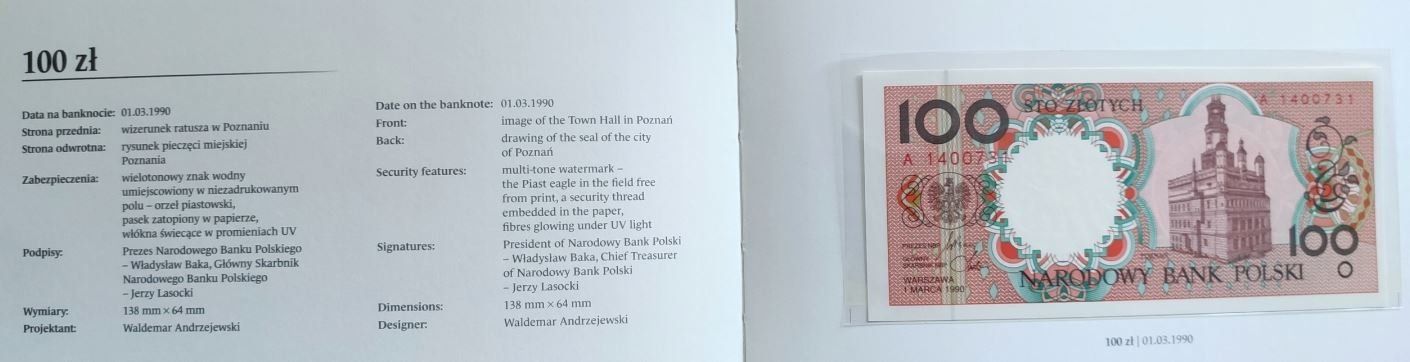 100 zł
Data na banknocie: 01.03.1990
Strona przednia: wizerunek ratusza w Poznaniu
Strona odwrotna: rysunek pieczęci miejskiej
Poznania
Zabezpieczenia: wielotonowy znak wodny
umiejscowiony w niezadrukowanym
polu – orzeł piastowski,
pasek zatopiony w papierze,
włókna świecące w promieniach UV
Podpisy: Prezes Narodowego Banku Polskiego
– Władysław Baka, Główny Skarbnik
Narodowego Banku Polskiego
– Jerzy Lasocki
Wymiary: 138 mm × 64 mm
Projektant: Waldemar Andrzejewski
Date on the banknote: 01.03.1990
Front: image of the Town Hall in Poznań
Back: drawing of the seal of the city
of Poznań
Security features: multi-tone watermark –
the Piast eagle in the field free
from print, a security thread
embedded in the paper,
fibres glowing under UV light
Signatures: President of Narodowy Bank Polski
– Władysław Baka, Chief Treasurer
of Narodowy Bank Polski
– Jerzy Lasocki
Dimensions: 138 mm × 64 mm
Designer: Waldemar Andrzejewski
100 STO ZŁOTYCH
A 1400731
A 1400731
PREZES NBP
GŁÓWNY
SKARBNIK NBP
WARSZAWA
1 MARCA 1990
POZNAŃ
100
NARODOWY BANK POLSKI
100 zł | 01.03.1990